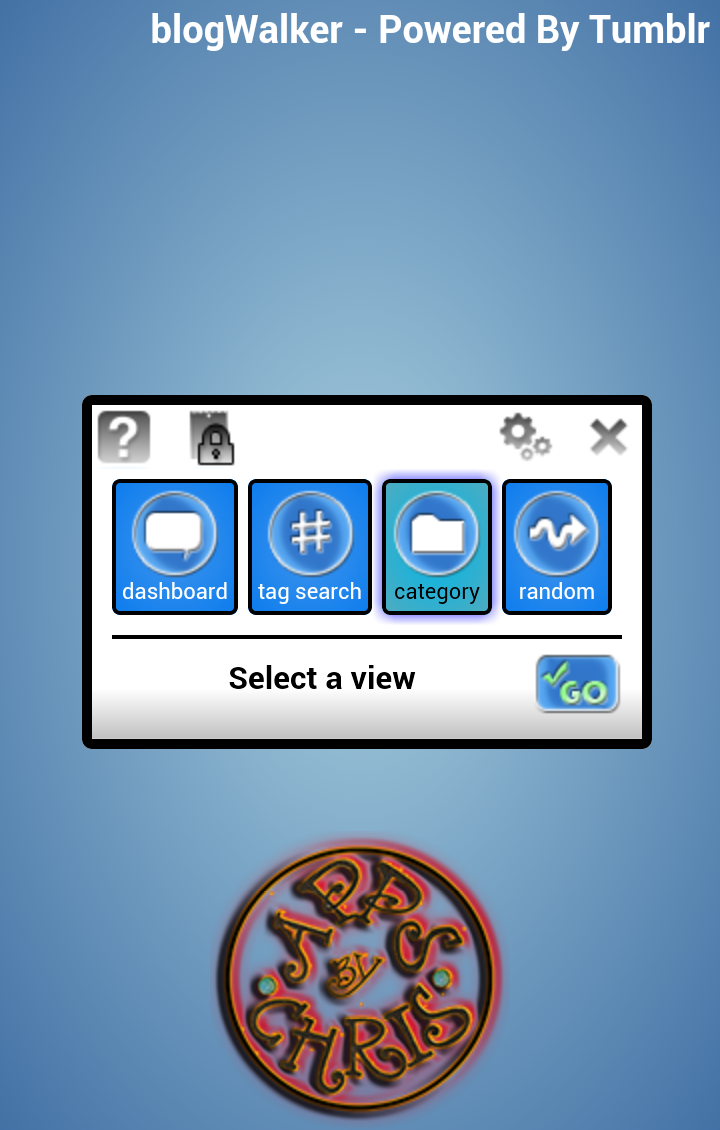 blogWalker - Powered By Tumblr
?
dashboard
tag search
category
random
Select a view
GO
APPS
BY
CHRIS